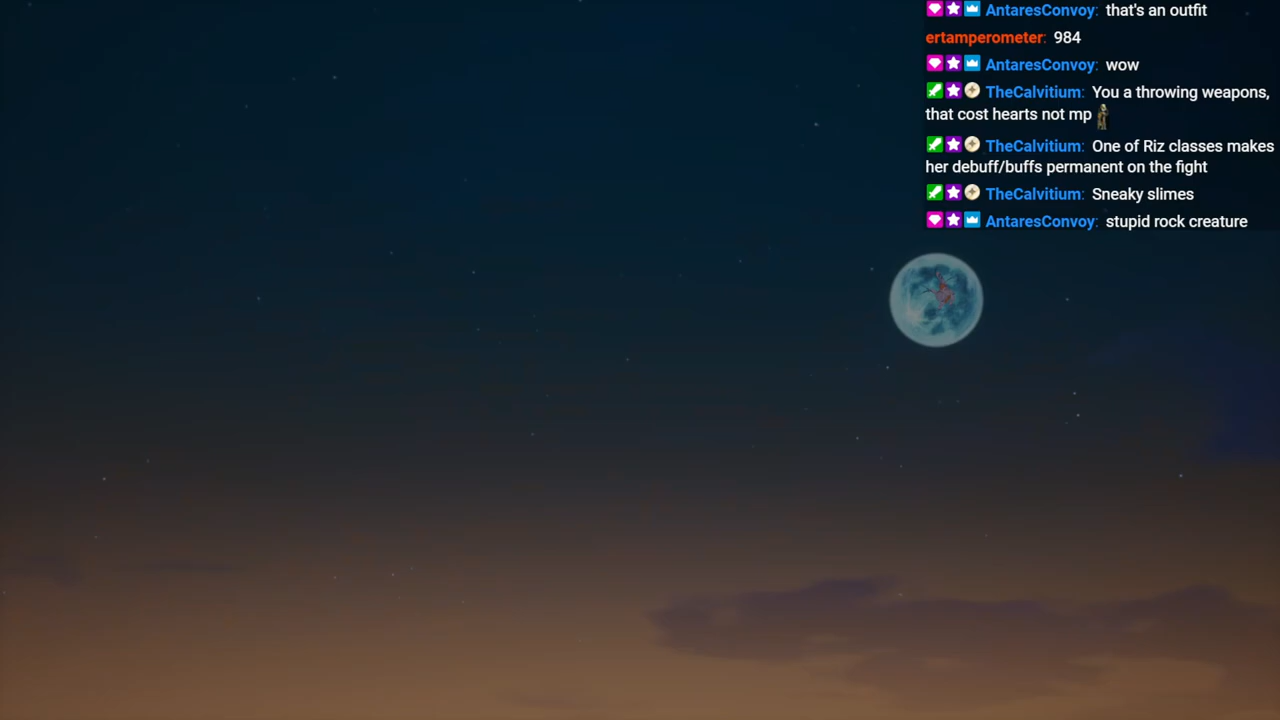 AntaresConvoy: that's an outfit
ertamperometer: 984
AntaresConvoy: wow
TheCalvitium: You a throwing weapons,
that cost hearts not mp
TheCalvitium: One of Riz classes makes
her debuff/buffs permanent on the fight
TheCalvitium: Sneaky slimes
AntaresConvoy: stupid rock creature